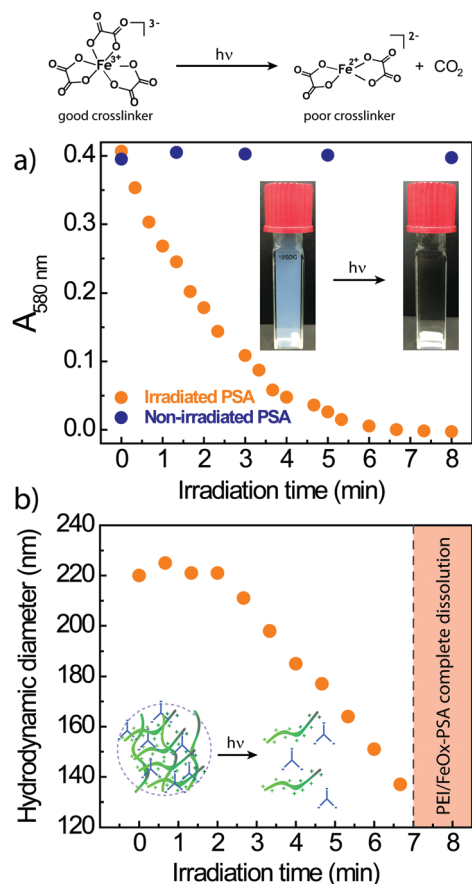 3-
O O
O O O O
Fe³⁺
O O O O
O O
hν
2-
O O O O
Fe²⁺
O O O O
+ CO₂
good crosslinker
poor crosslinker
a)
A₅₈₀ ₙₘ
0.4
0.3
0.2
0.1
0.0
hν
Irradiated PSA
Non-irradiated PSA
0 1 2 3 4 5 6 7 8
Irradiation time (min)
b)
Hydrodynamic diameter (nm)
240
220
200
180
160
140
120
hν
PEI/FeOx-PSA complete dissolution
0 1 2 3 4 5 6 7 8
Irradiation time (min)